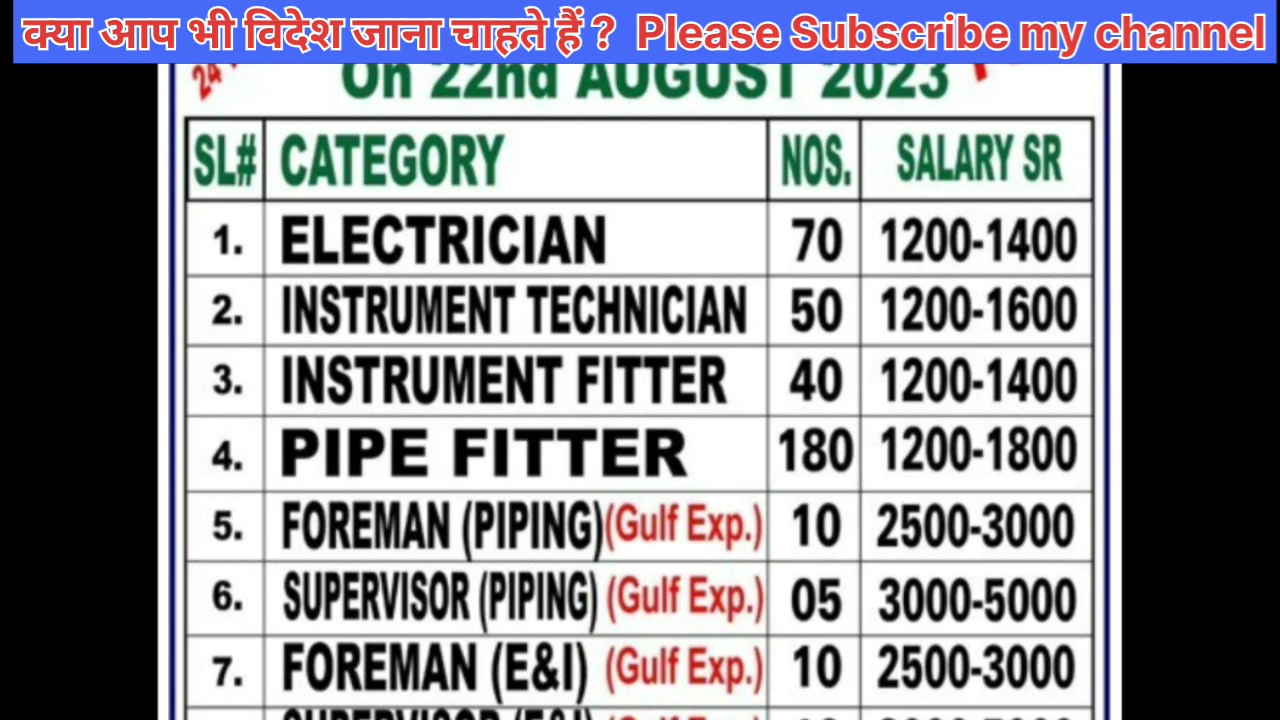 क्या आप भी विदेश जाना चाहते हैं ? Please Subscribe my channel
24
On 22nd AUGUST 2023
SL# CATEGORY NOS. SALARY SR
1. ELECTRICIAN 70 1200-1400
2. INSTRUMENT TECHNICIAN 50 1200-1600
3. INSTRUMENT FITTER 40 1200-1400
4. PIPE FITTER 180 1200-1800
5. FOREMAN (PIPING)(Gulf Exp.) 10 2500-3000
6. SUPERVISOR (PIPING) (Gulf Exp.) 05 3000-5000
7. FOREMAN (E&I) (Gulf Exp.) 10 2500-3000
SUPERVISOR (E&I)